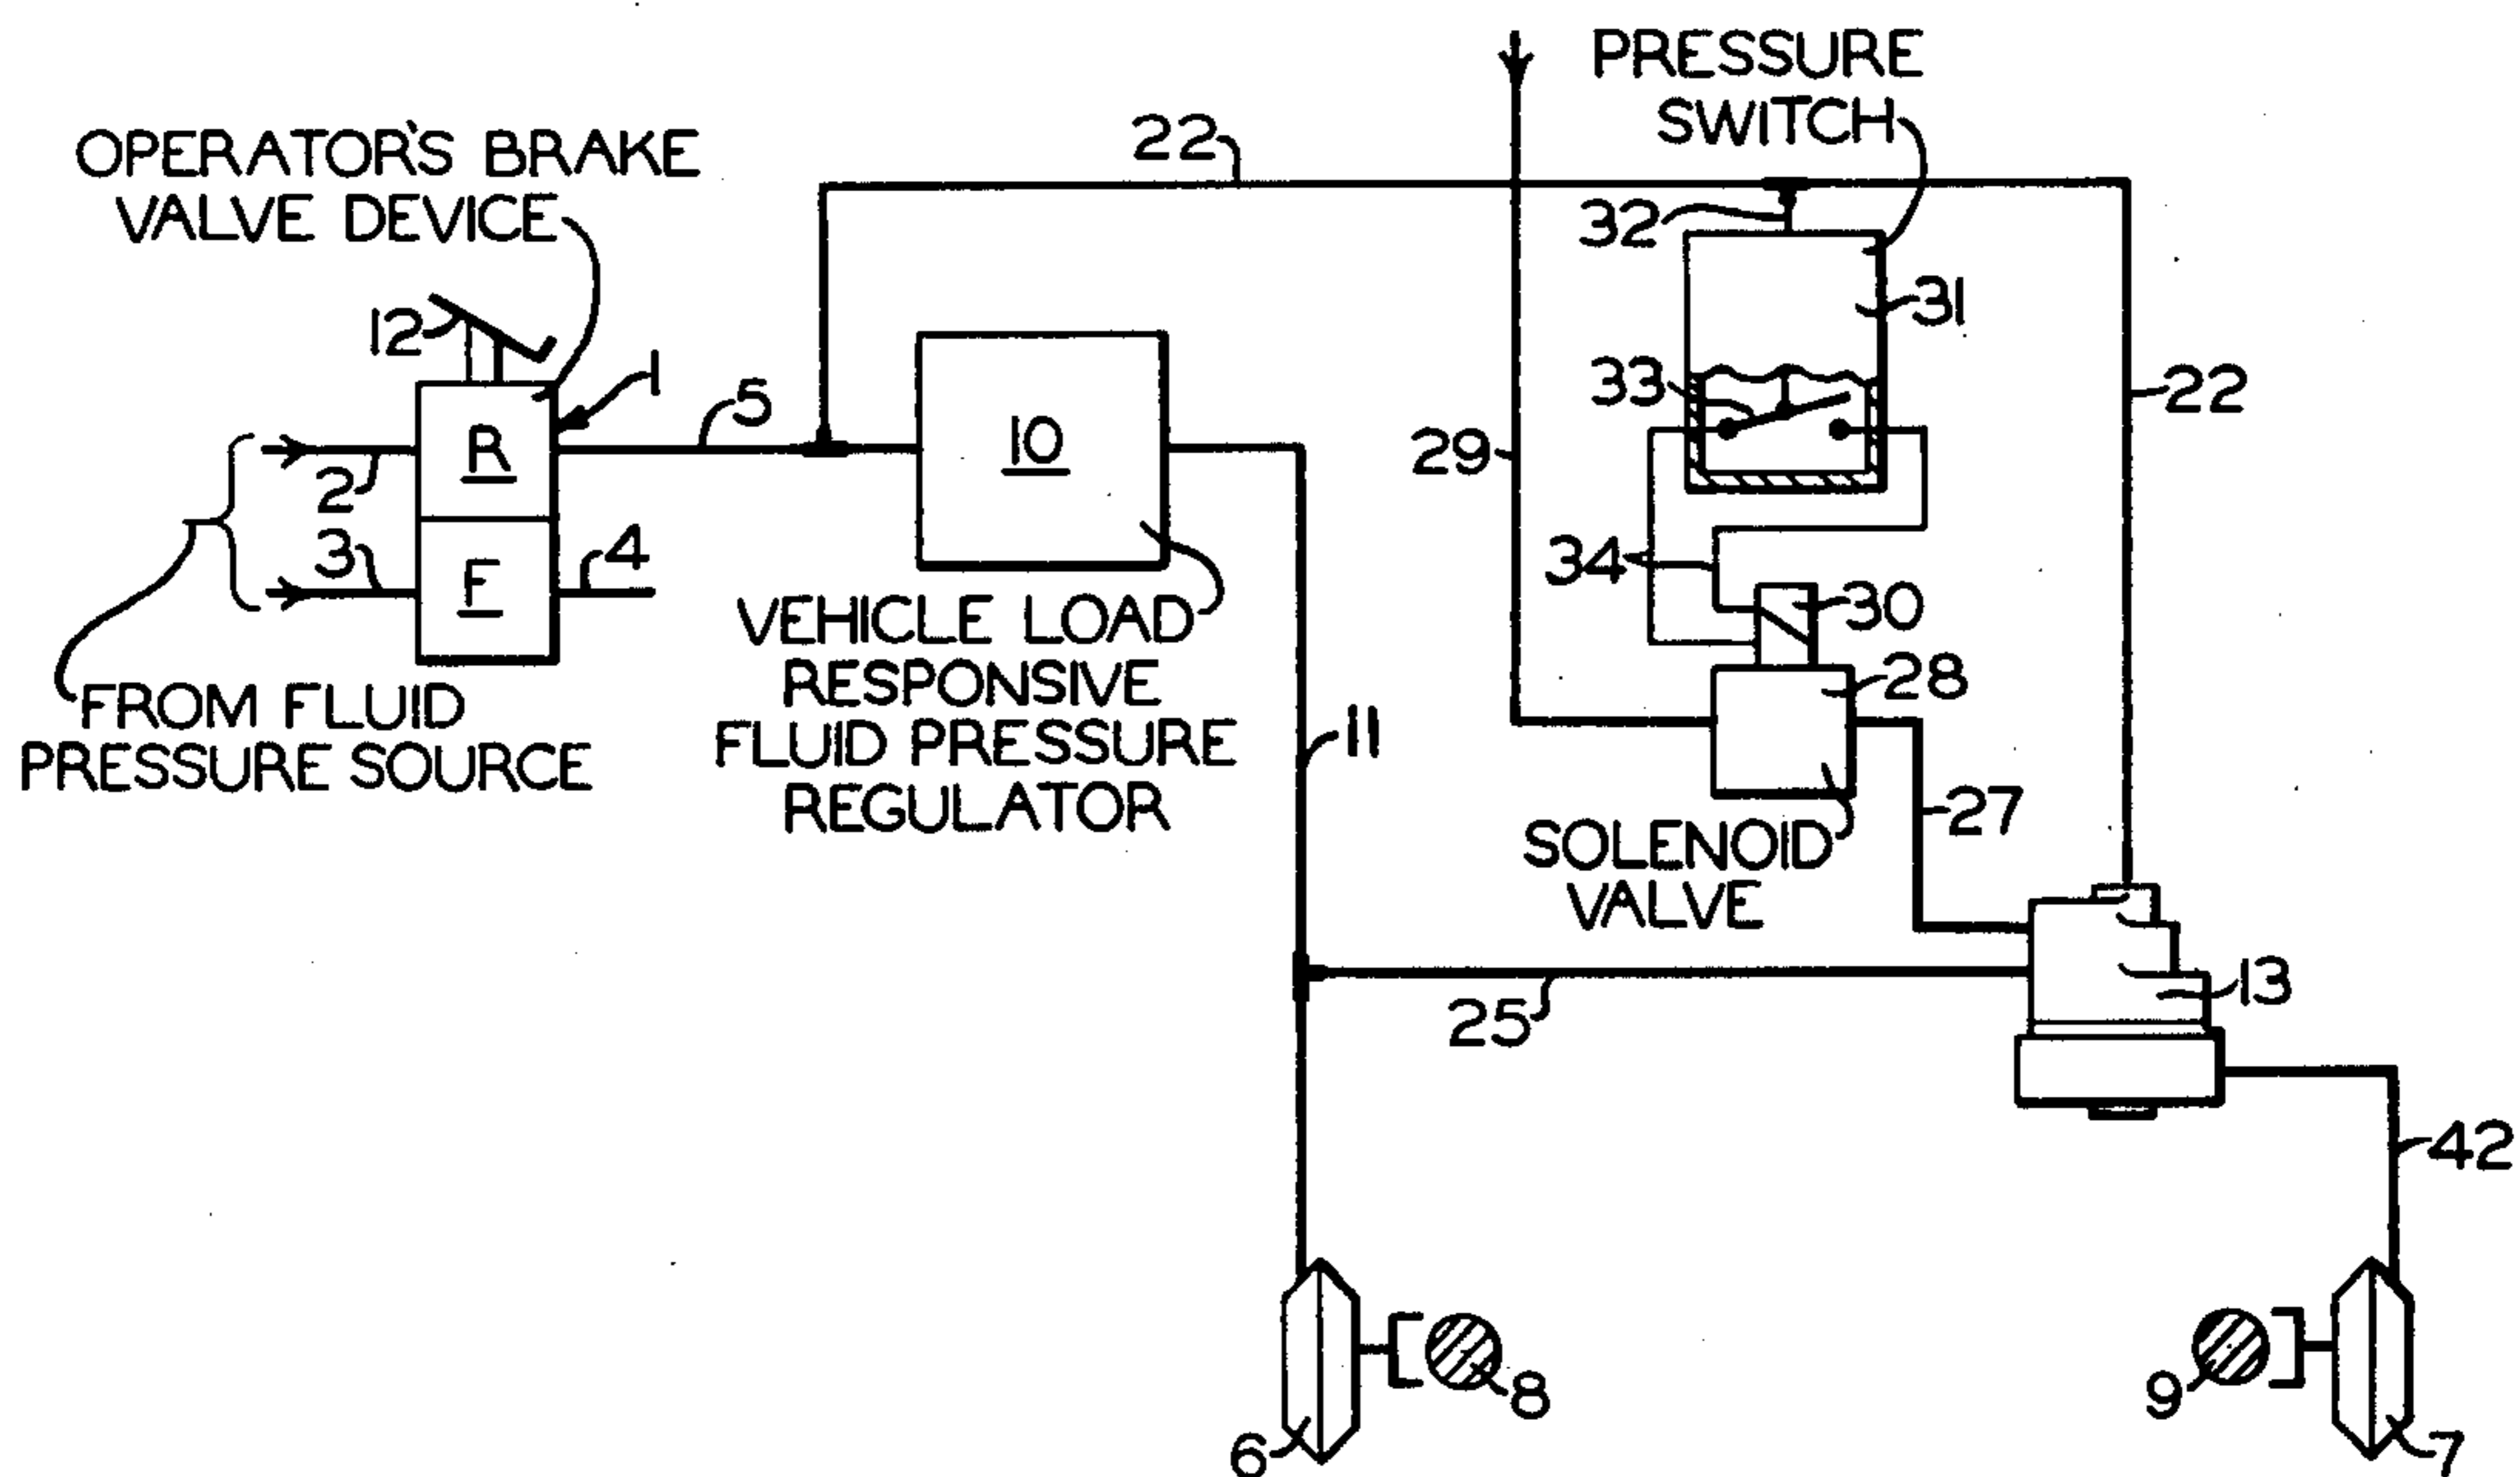 PRESSURE
SWITCH
OPERATOR'S BRAKE
VALVE DEVICE
22
32
31
12
1
5
33
22
R
10
29
2
3
4
34
F
30
28
VEHICLE LOAD
RESPONSIVE
FLUID PRESSURE
REGULATOR
FROM FLUID
PRESSURE SOURCE
11
27
SOLENOID
VALVE
25
13
42
8
9
6
7